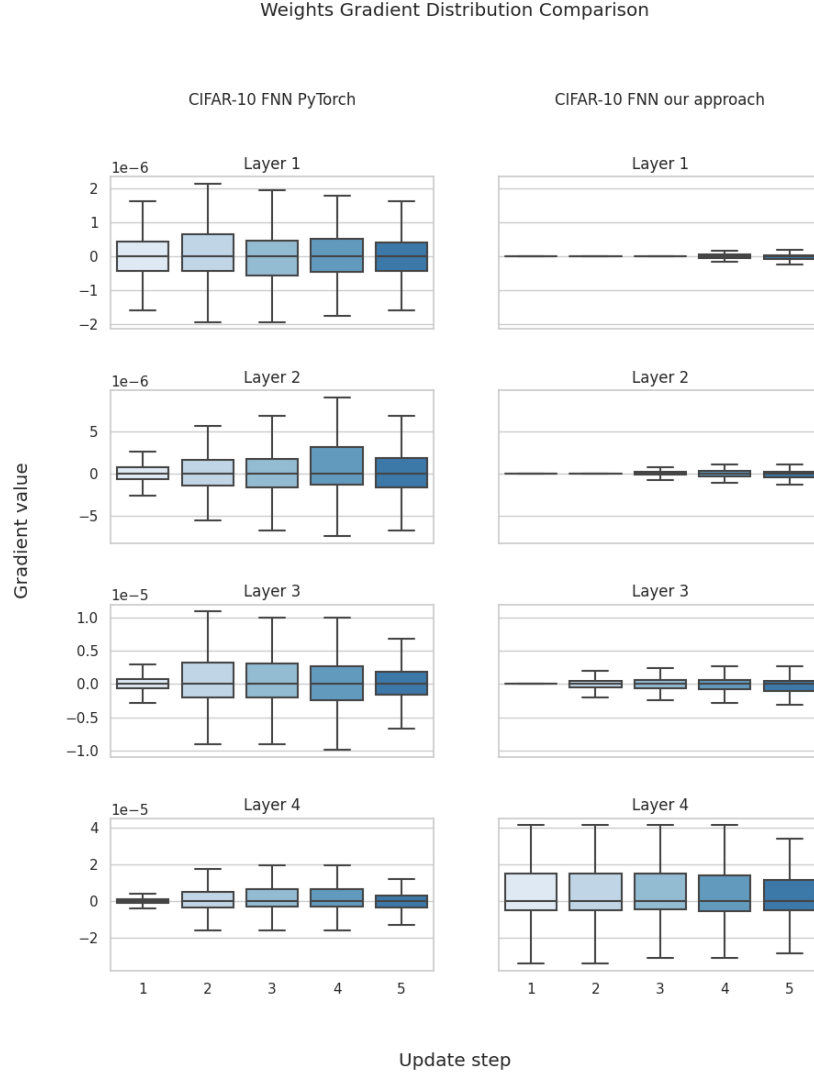 Weights Gradient Distribution Comparison
CIFAR-10 FNN PyTorch
CIFAR-10 FNN our approach
1e−6
Layer 1
Layer 1
2
1
0
−1
−2
1e−6
Layer 2
Layer 2
5
0
−5
Gradient value
1e−5
Layer 3
Layer 3
1.0
0.5
0.0
−0.5
−1.0
1e−5
Layer 4
Layer 4
4
2
0
−2
1 2 3 4 5
1 2 3 4 5
Update step